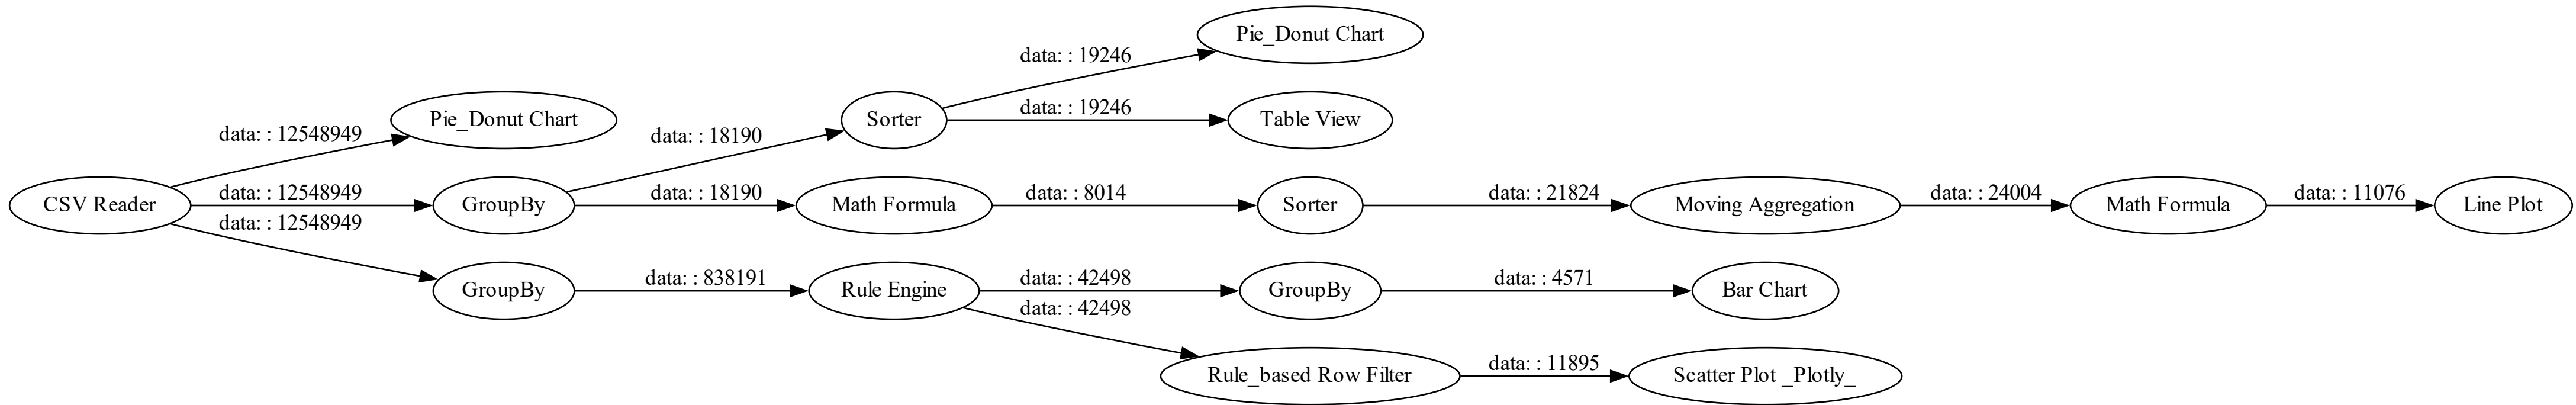 Pie_Donut Chart
data: : 19246
Pie_Donut Chart
data: : 12548949
Sorter
data: : 19246
Table View
data: : 18190
CSV Reader
data: : 12548949
GroupBy
data: : 18190
Math Formula
data: : 8014
Sorter
data: : 21824
Moving Aggregation
data: : 24004
Math Formula
data: : 11076
Line Plot
data: : 12548949
GroupBy
data: : 838191
Rule Engine
data: : 42498
GroupBy
data: : 4571
Bar Chart
data: : 42498
Rule_based Row Filter
data: : 11895
Scatter Plot _Plotly_